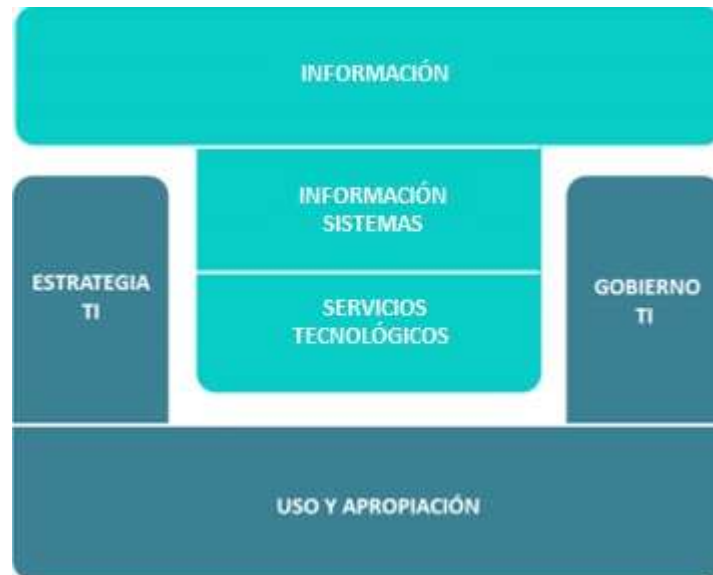 INFORMACIÓN
INFORMACIÓN
SISTEMAS
ESTRATEGIA
TI
SERVICIOS
TECNOLÓGICOS
GOBIERNO
TI
USO Y APROPIACIÓN